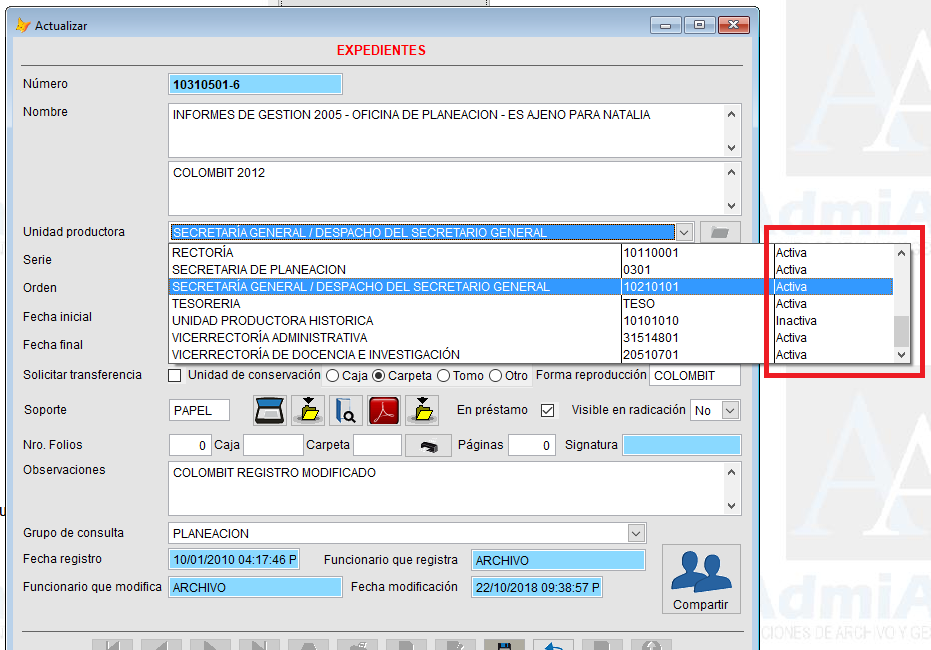 Actualizar
EXPEDIENTES
Número 10310501-6
Nombre INFORMES DE GESTION 2005 - OFICINA DE PLANEACION - ES AJENO PARA NATALIA
COLOMBIT 2012
Unidad productora SECRETARÍA GENERAL / DESPACHO DEL SECRETARIO GENERAL
RECTORÍA 10110001 Activa
Serie
SECRETARIA DE PLANEACION 0301 Activa
Orden SECRETARÍA GENERAL / DESPACHO DEL SECRETARIO GENERAL 10210101 Activa
TESORERIA TESO Activa
Fecha inicial UNIDAD PRODUCTORA HISTORICA 10101010 Inactiva
VICERRECTORÍA ADMINISTRATIVA 31514801 Activa
Fecha final
VICERRECTORÍA DE DOCENCIA E INVESTIGACIÓN 20510701 Activa
Solicitar transferencia Unidad de conservación Caja Carpeta Tomo Otro Forma reproducción COLOMBIT
Soporte PAPEL En préstamo Visible en radicación No
Nro. Folios 0 Caja Carpeta Páginas 0 Signatura
Observaciones COLOMBIT REGISTRO MODIFICADO
Grupo de consulta PLANEACION
Fecha registro 10/01/2010 04:17:46 P Funcionario que registra ARCHIVO
Funcionario que modifica ARCHIVO Fecha modificación 22/10/2018 09:38:57 P
Compartir